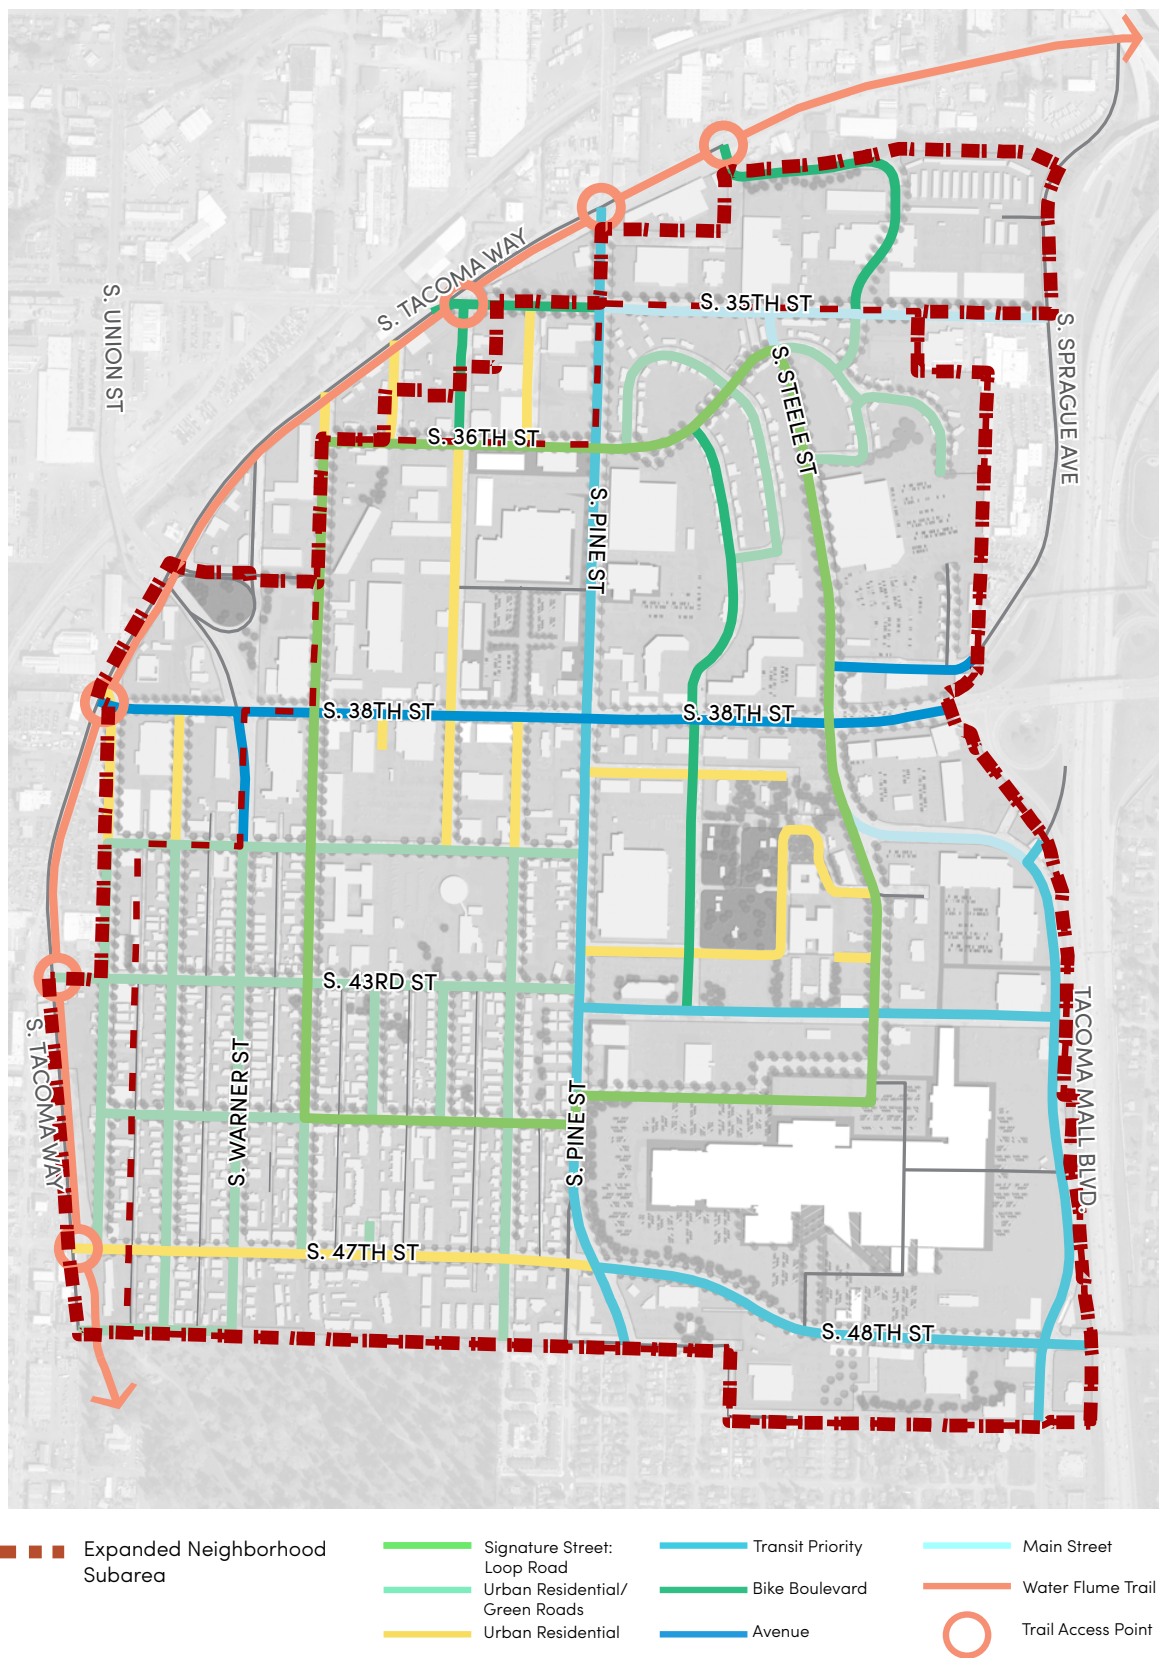 S. TACOMA WAY
S. UNION ST
S. 35TH ST
S. SPRAGUE AVE
S. STEELE ST
S. 36TH ST
S. PINE ST
S. 38TH ST
S. 38TH ST
S. 43RD ST
S. TACOMA WAY
S. WARNER ST
S. PINE ST
TACOMA MALL BLVD.
S. 47TH ST
S. 48TH ST
Expanded Neighborhood
Subarea
Signature Street:
Loop Road
Urban Residential/
Green Roads
Urban Residential
Transit Priority
Bike Boulevard
Avenue
Main Street
Water Flume Trail
Trail Access Point